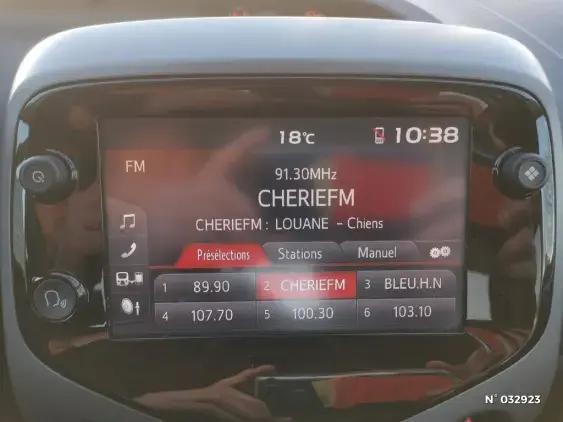 18°C 10:38
FM
91.30MHz
CHERIEFM
CHERIEFM : LOUANE - Chiens
Présélections Stations Manuel
1 89.90 2 CHERIEFM 3 BLEU.H.N
4 107.70 5 100.30 6 103.10
N° 032923